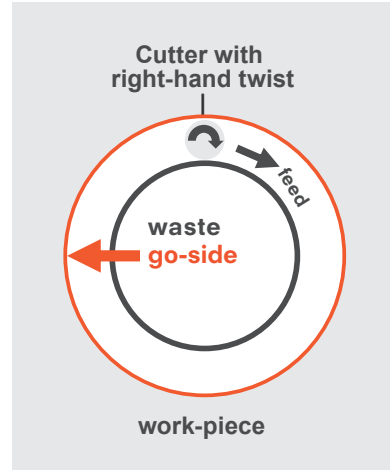 Cutter with
right-hand twist
feed
waste
go-side
work-piece